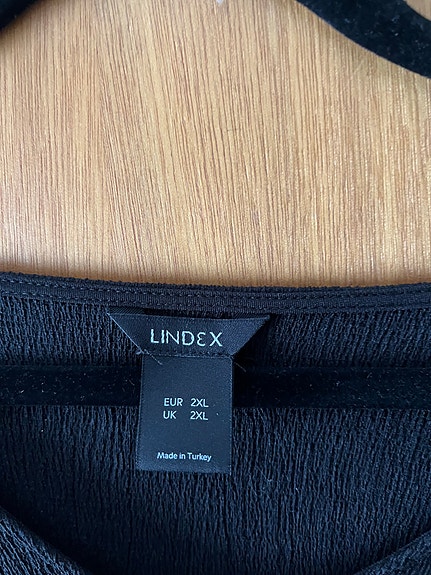 LINDEX
EUR 2XL
UK 2XL
Made in Turkey